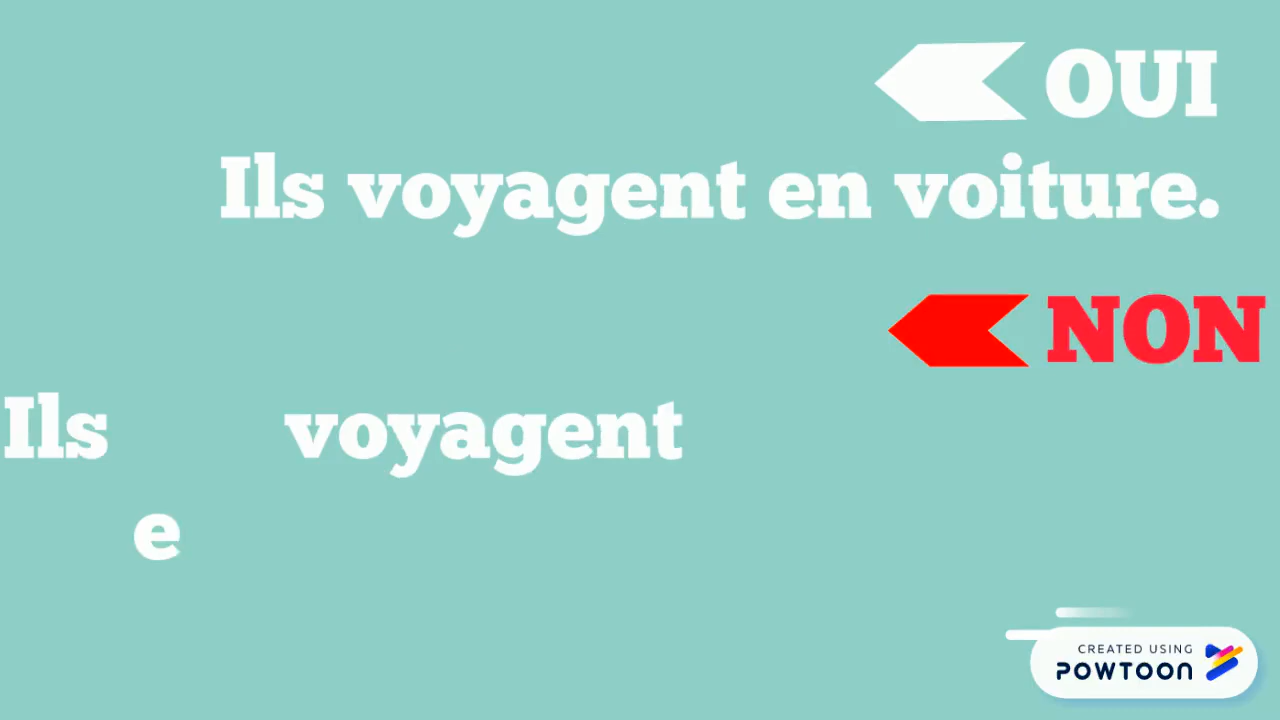 OUI
Ils voyagent en voiture.
NON
Ils voyagent
e
CREATED USING
POWTOON